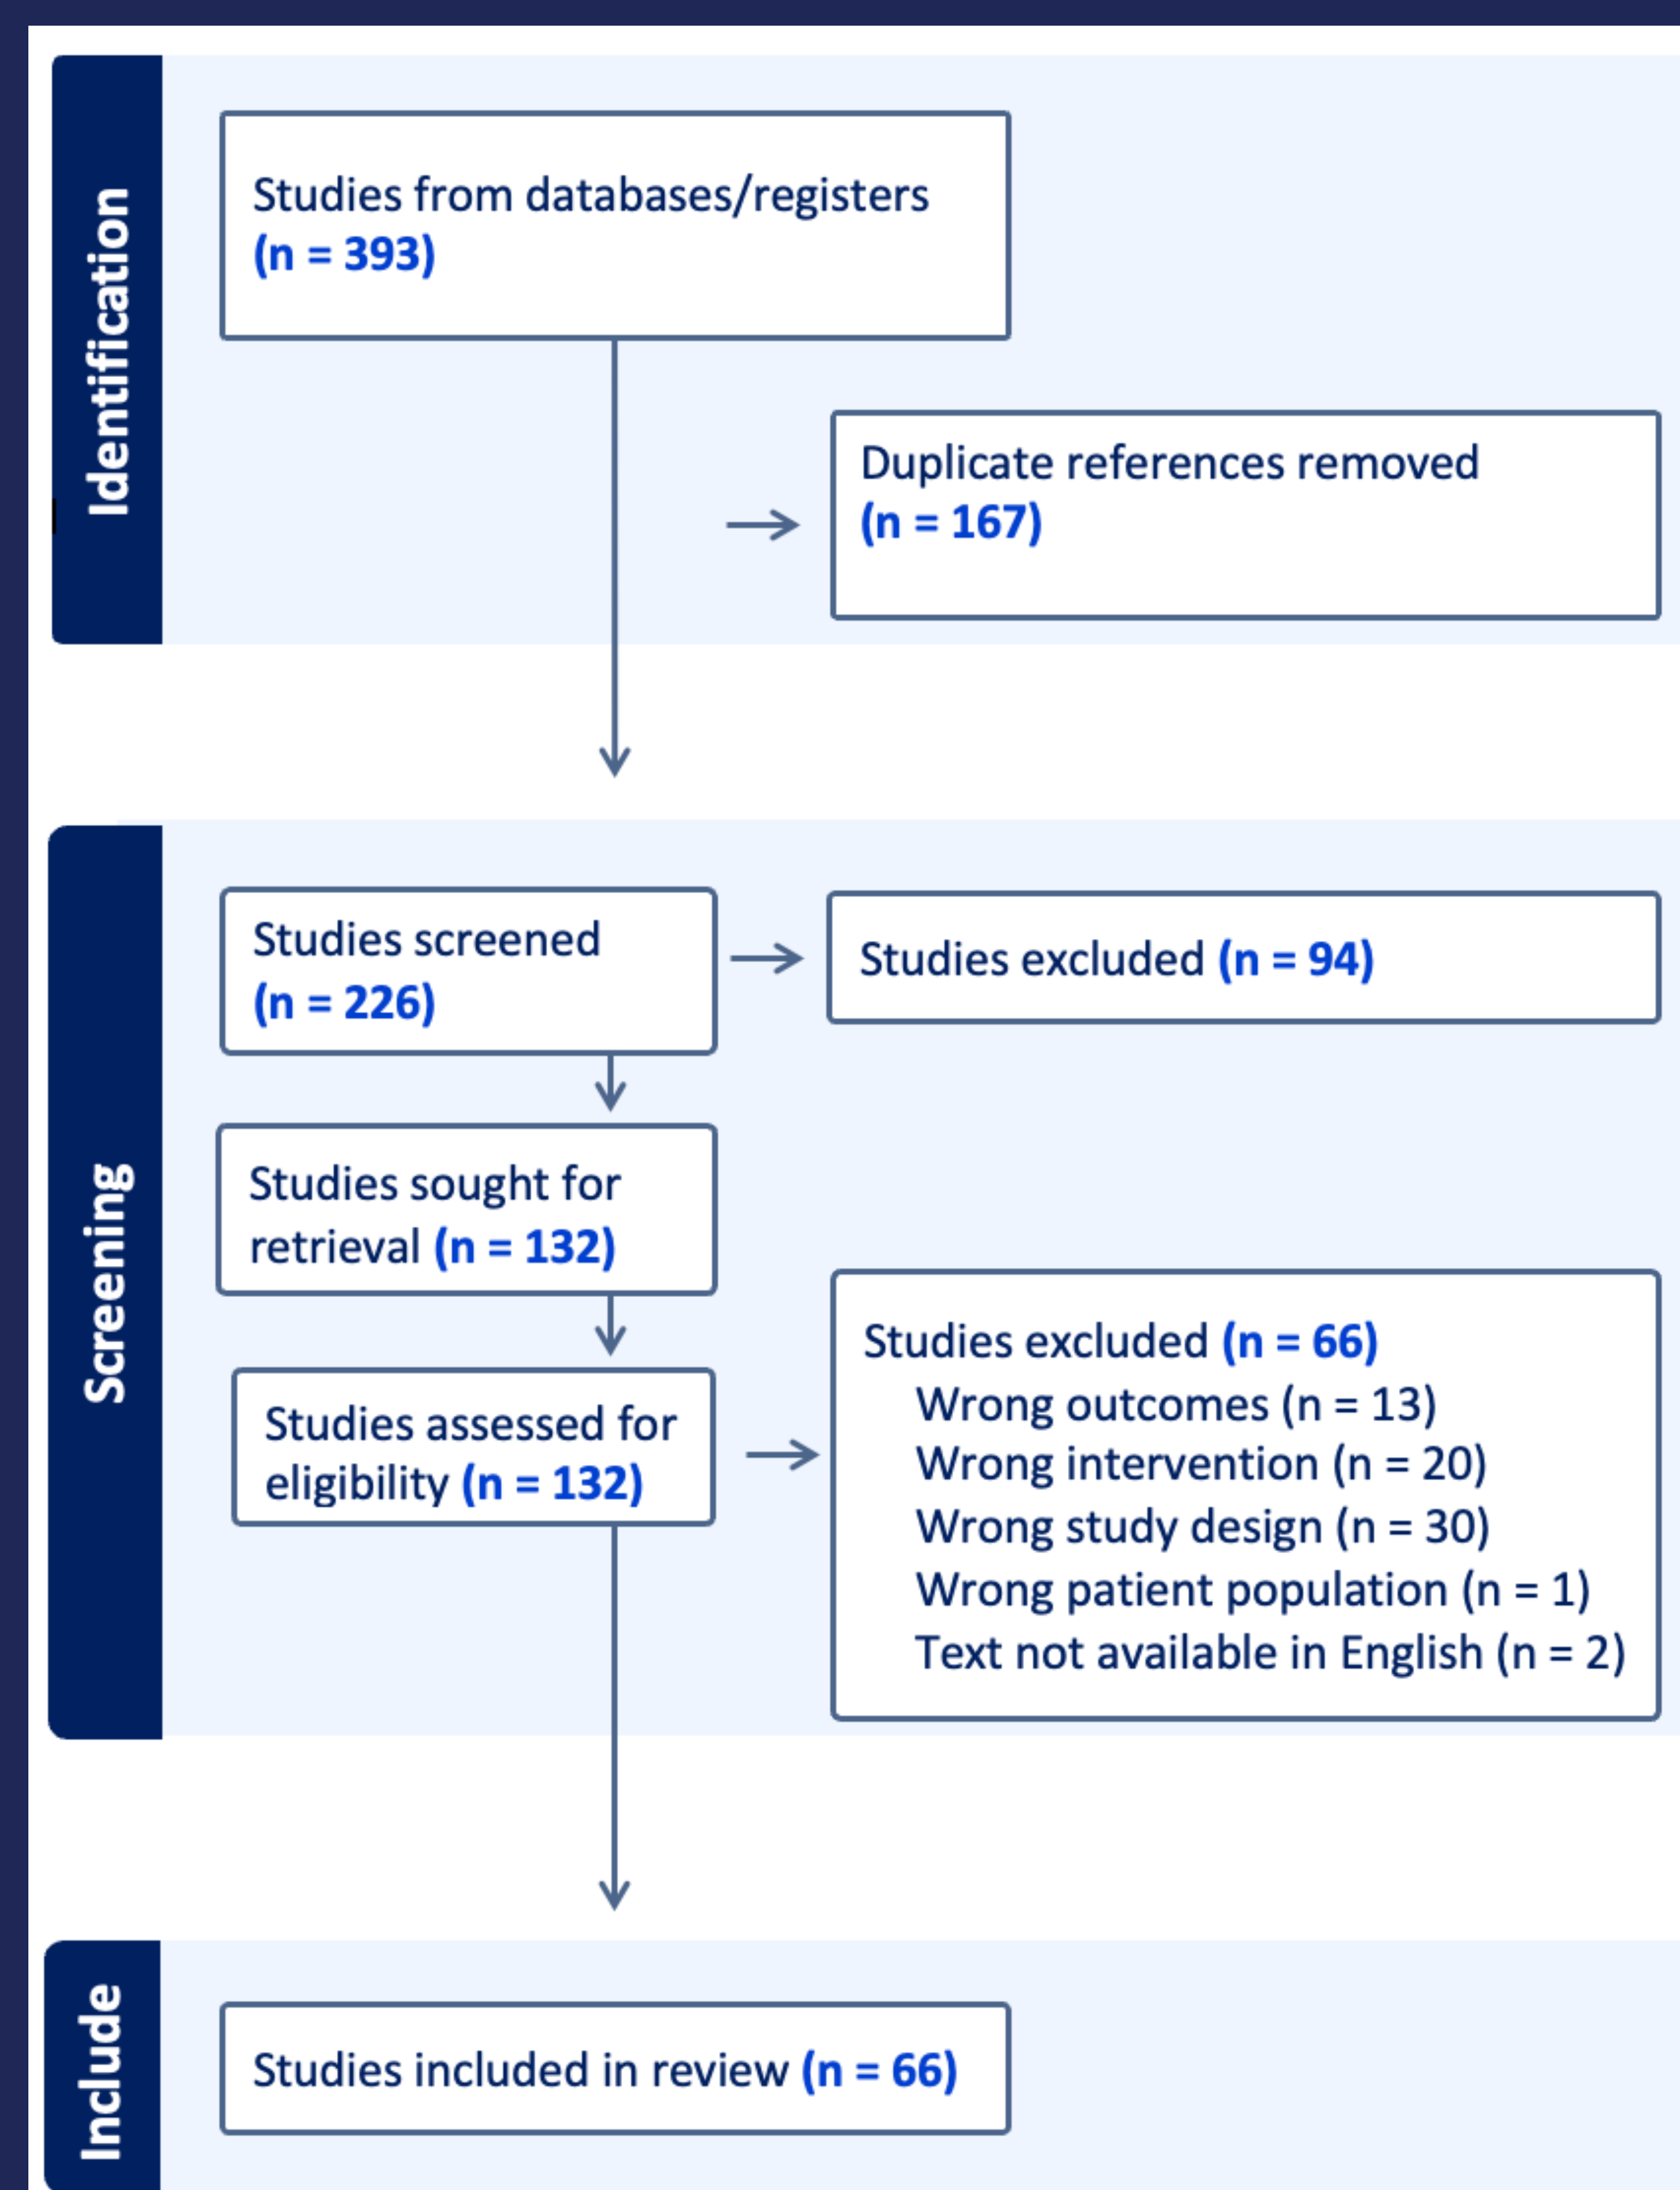 Identification
Studies from databases/registers
(n = 393)
Duplicate references removed
(n = 167)
Screening
Studies screened
(n = 226)
Studies excluded (n = 94)
Studies sought for
retrieval (n = 132)
Studies assessed for
eligibility (n = 132)
Studies excluded (n = 66)
Wrong outcomes (n = 13)
Wrong intervention (n = 20)
Wrong study design (n = 30)
Wrong patient population (n = 1)
Text not available in English (n = 2)
Include
Studies included in review (n = 66)